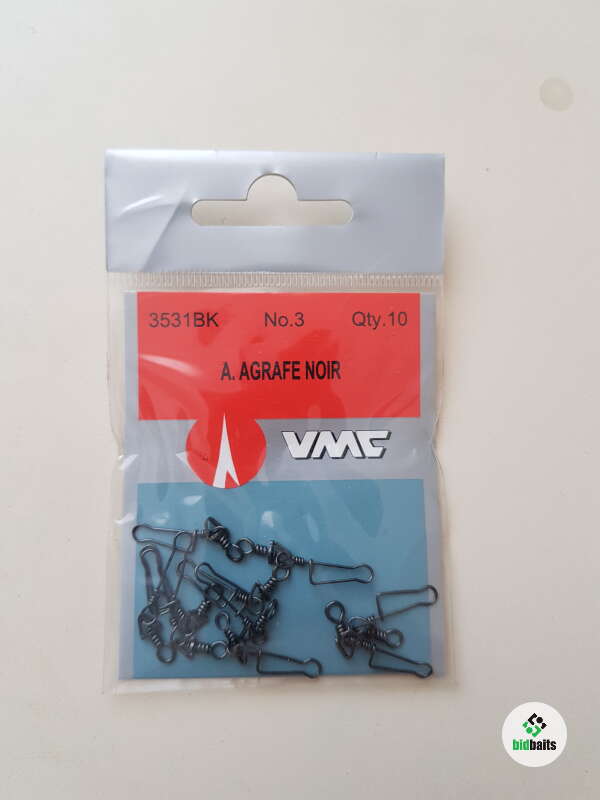 3531BK No.3 Qty.10
A. AGRAFE NOIR
VMC
bidbaits